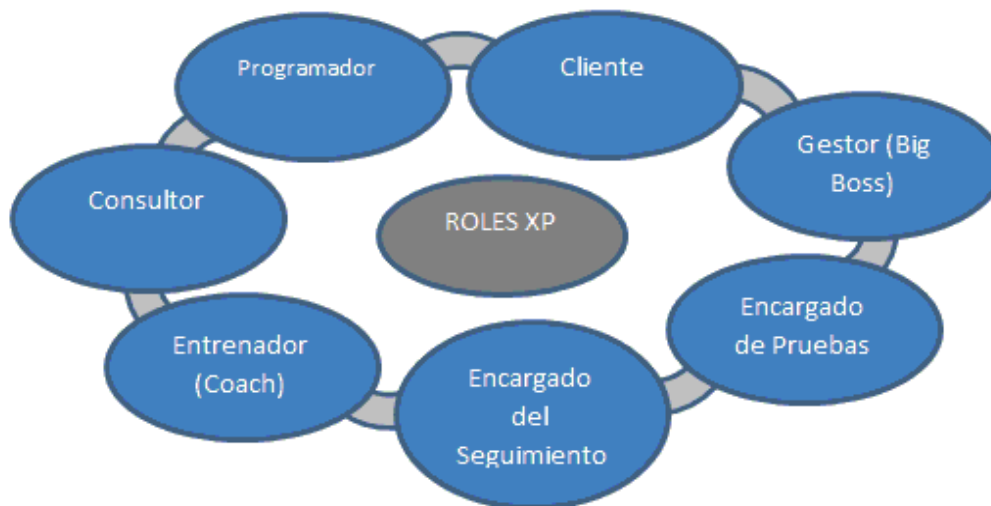 Programador
Cliente
Gestor (Big
Boss)
Consultor
ROLES XP
Encargado
de Pruebas
Entrenador
(Coach)
Encargado
del
Seguimiento